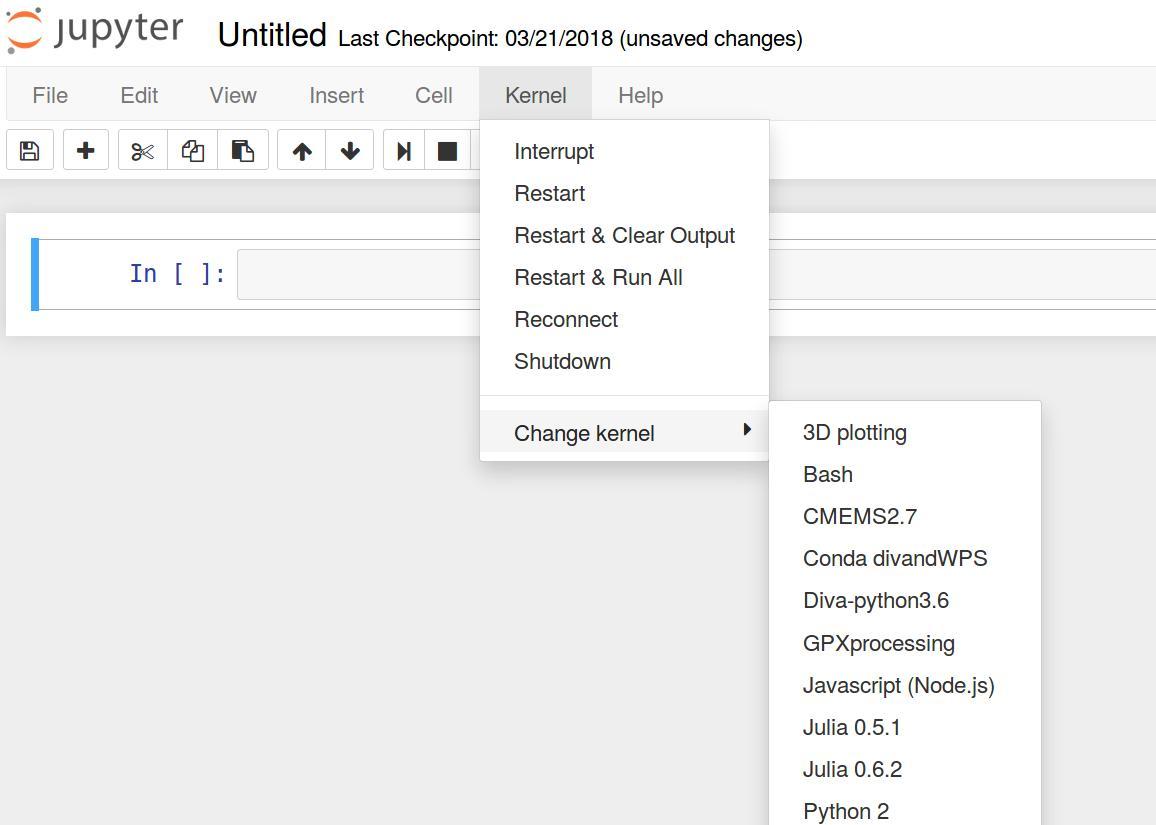 jupyter Untitled Last Checkpoint: 03/21/2018 (unsaved changes)
File Edit View Insert Cell Kernel Help
Interrupt
Restart
Restart & Clear Output
In [ ]:
Restart & Run All
Reconnect
Shutdown
Change kernel
3D plotting
Bash
CMEMS2.7
Conda divandWPS
Diva-python3.6
GPXprocessing
Javascript (Node.js)
Julia 0.5.1
Julia 0.6.2
Python 2